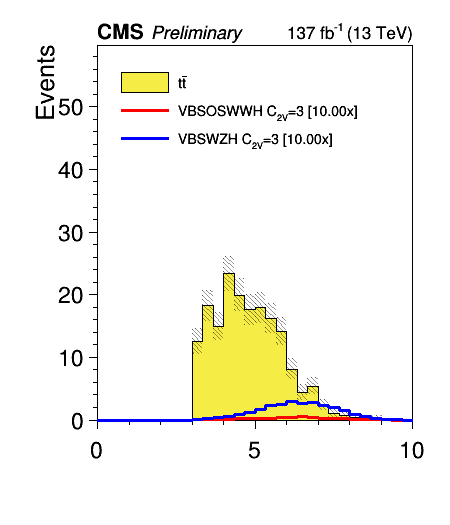 CMS Preliminary 137 fb⁻¹ (13 TeV)
Events
tt̄
VBSOSWWH C₂ᵥ=3 [10.00x]
VBSWZH C₂ᵥ=3 [10.00x]
50
40
30
20
10
0
0 5 10